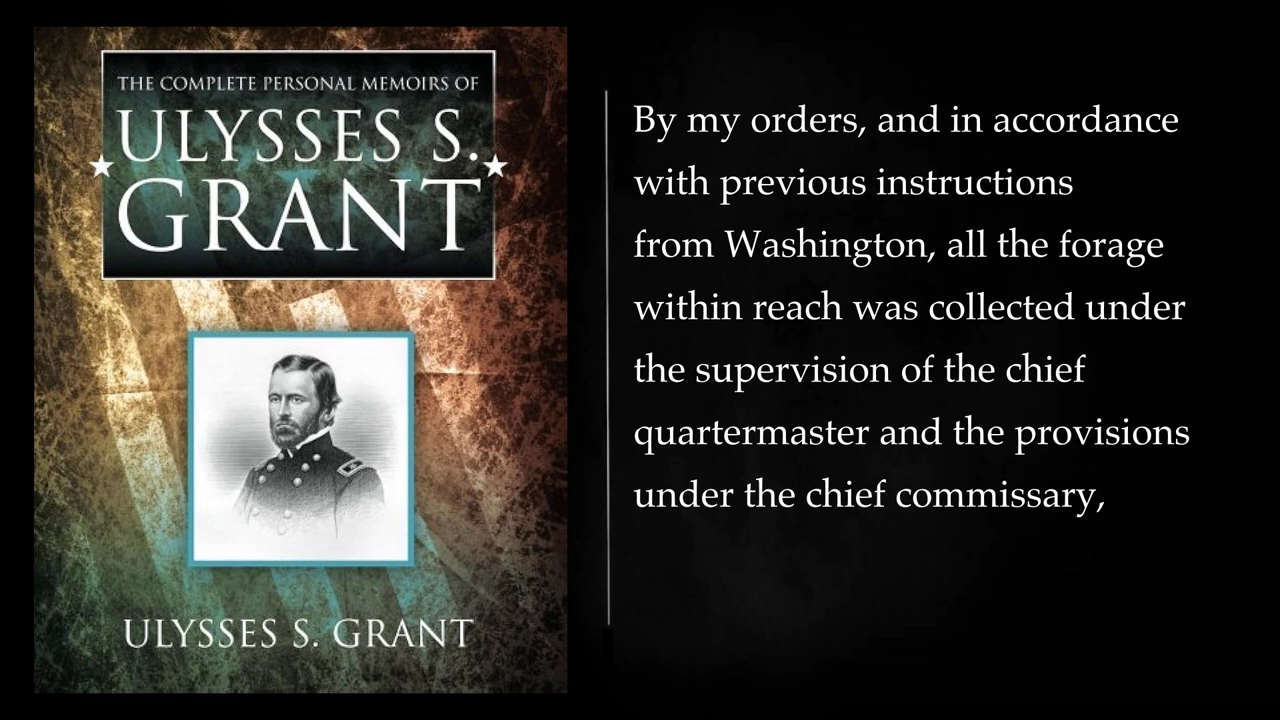 THE COMPLETE PERSONAL MEMOIRS OF
ULYSSES S.
GRANT
ULYSSES S. GRANT
By my orders, and in accordance
with previous instructions
from Washington, all the forage
within reach was collected under
the supervision of the chief
quartermaster and the provisions
under the chief commissary,